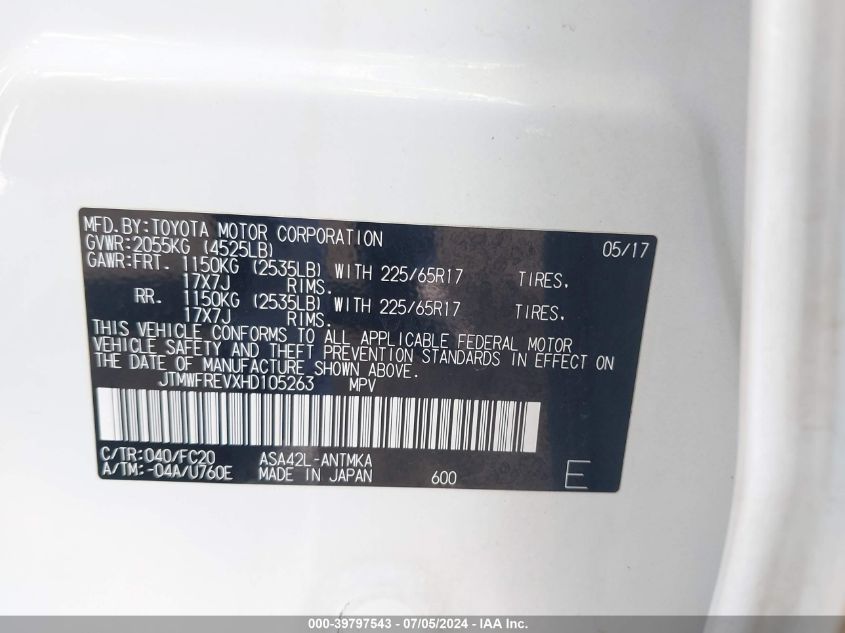 MFD.BY:TOYOTA MOTOR CORPORATION 05/17
GVWR:2055KG (4525LB)
GAWR:FRT. 1150KG (2535LB) WITH 225/65R17 TIRES,
17X7J RIMS.
RR. 1150KG (2535LB) WITH 225/65R17 TIRES,
17X7J RIMS.
THIS VEHICLE CONFORMS TO ALL APPLICABLE FEDERAL MOTOR
VEHICLE SAFETY AND THEFT PREVENTION STANDARDS IN EFFECT ON
THE DATE OF MANUFACTURE SHOWN ABOVE.
JTMWFREVXHD105263 MPV
C/TR:040/FC20 ASA42L-ANTMKA
A/TM:-04A/U760E MADE IN JAPAN 600 E
000-39797543 - 07/05/2024 - IAA Inc.